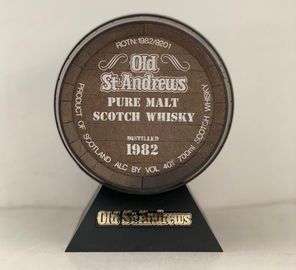 ROTN:1982/9201
Old
St Andrews
PURE MALT
SCOTCH WHISKY
DISTILLED
1982
PRODUCT OF SCOTLAND ALC BY VOL 40% 700ml SCOTCH WHISKY
Old St Andrews